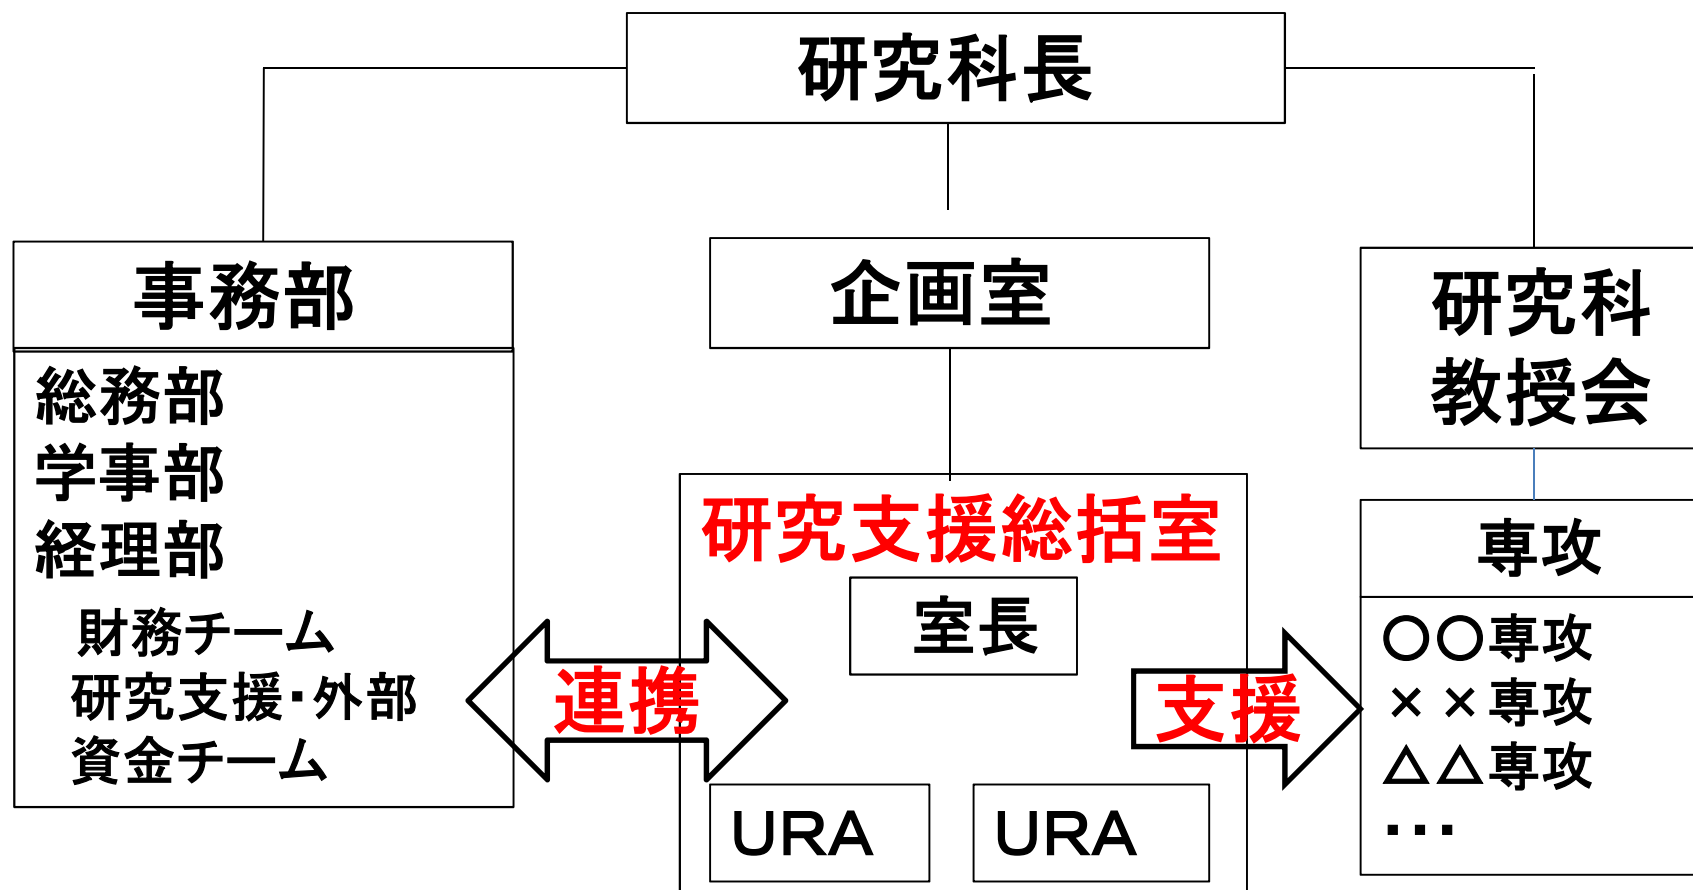 研究科長
事務部
総務部
学事部
経理部
財務チーム
研究支援・外部
資金チーム
連携
企画室
研究支援総括室
室長
URA
URA
支援
研究科
教授会
専攻
〇〇専攻
××専攻
△△専攻
・・・